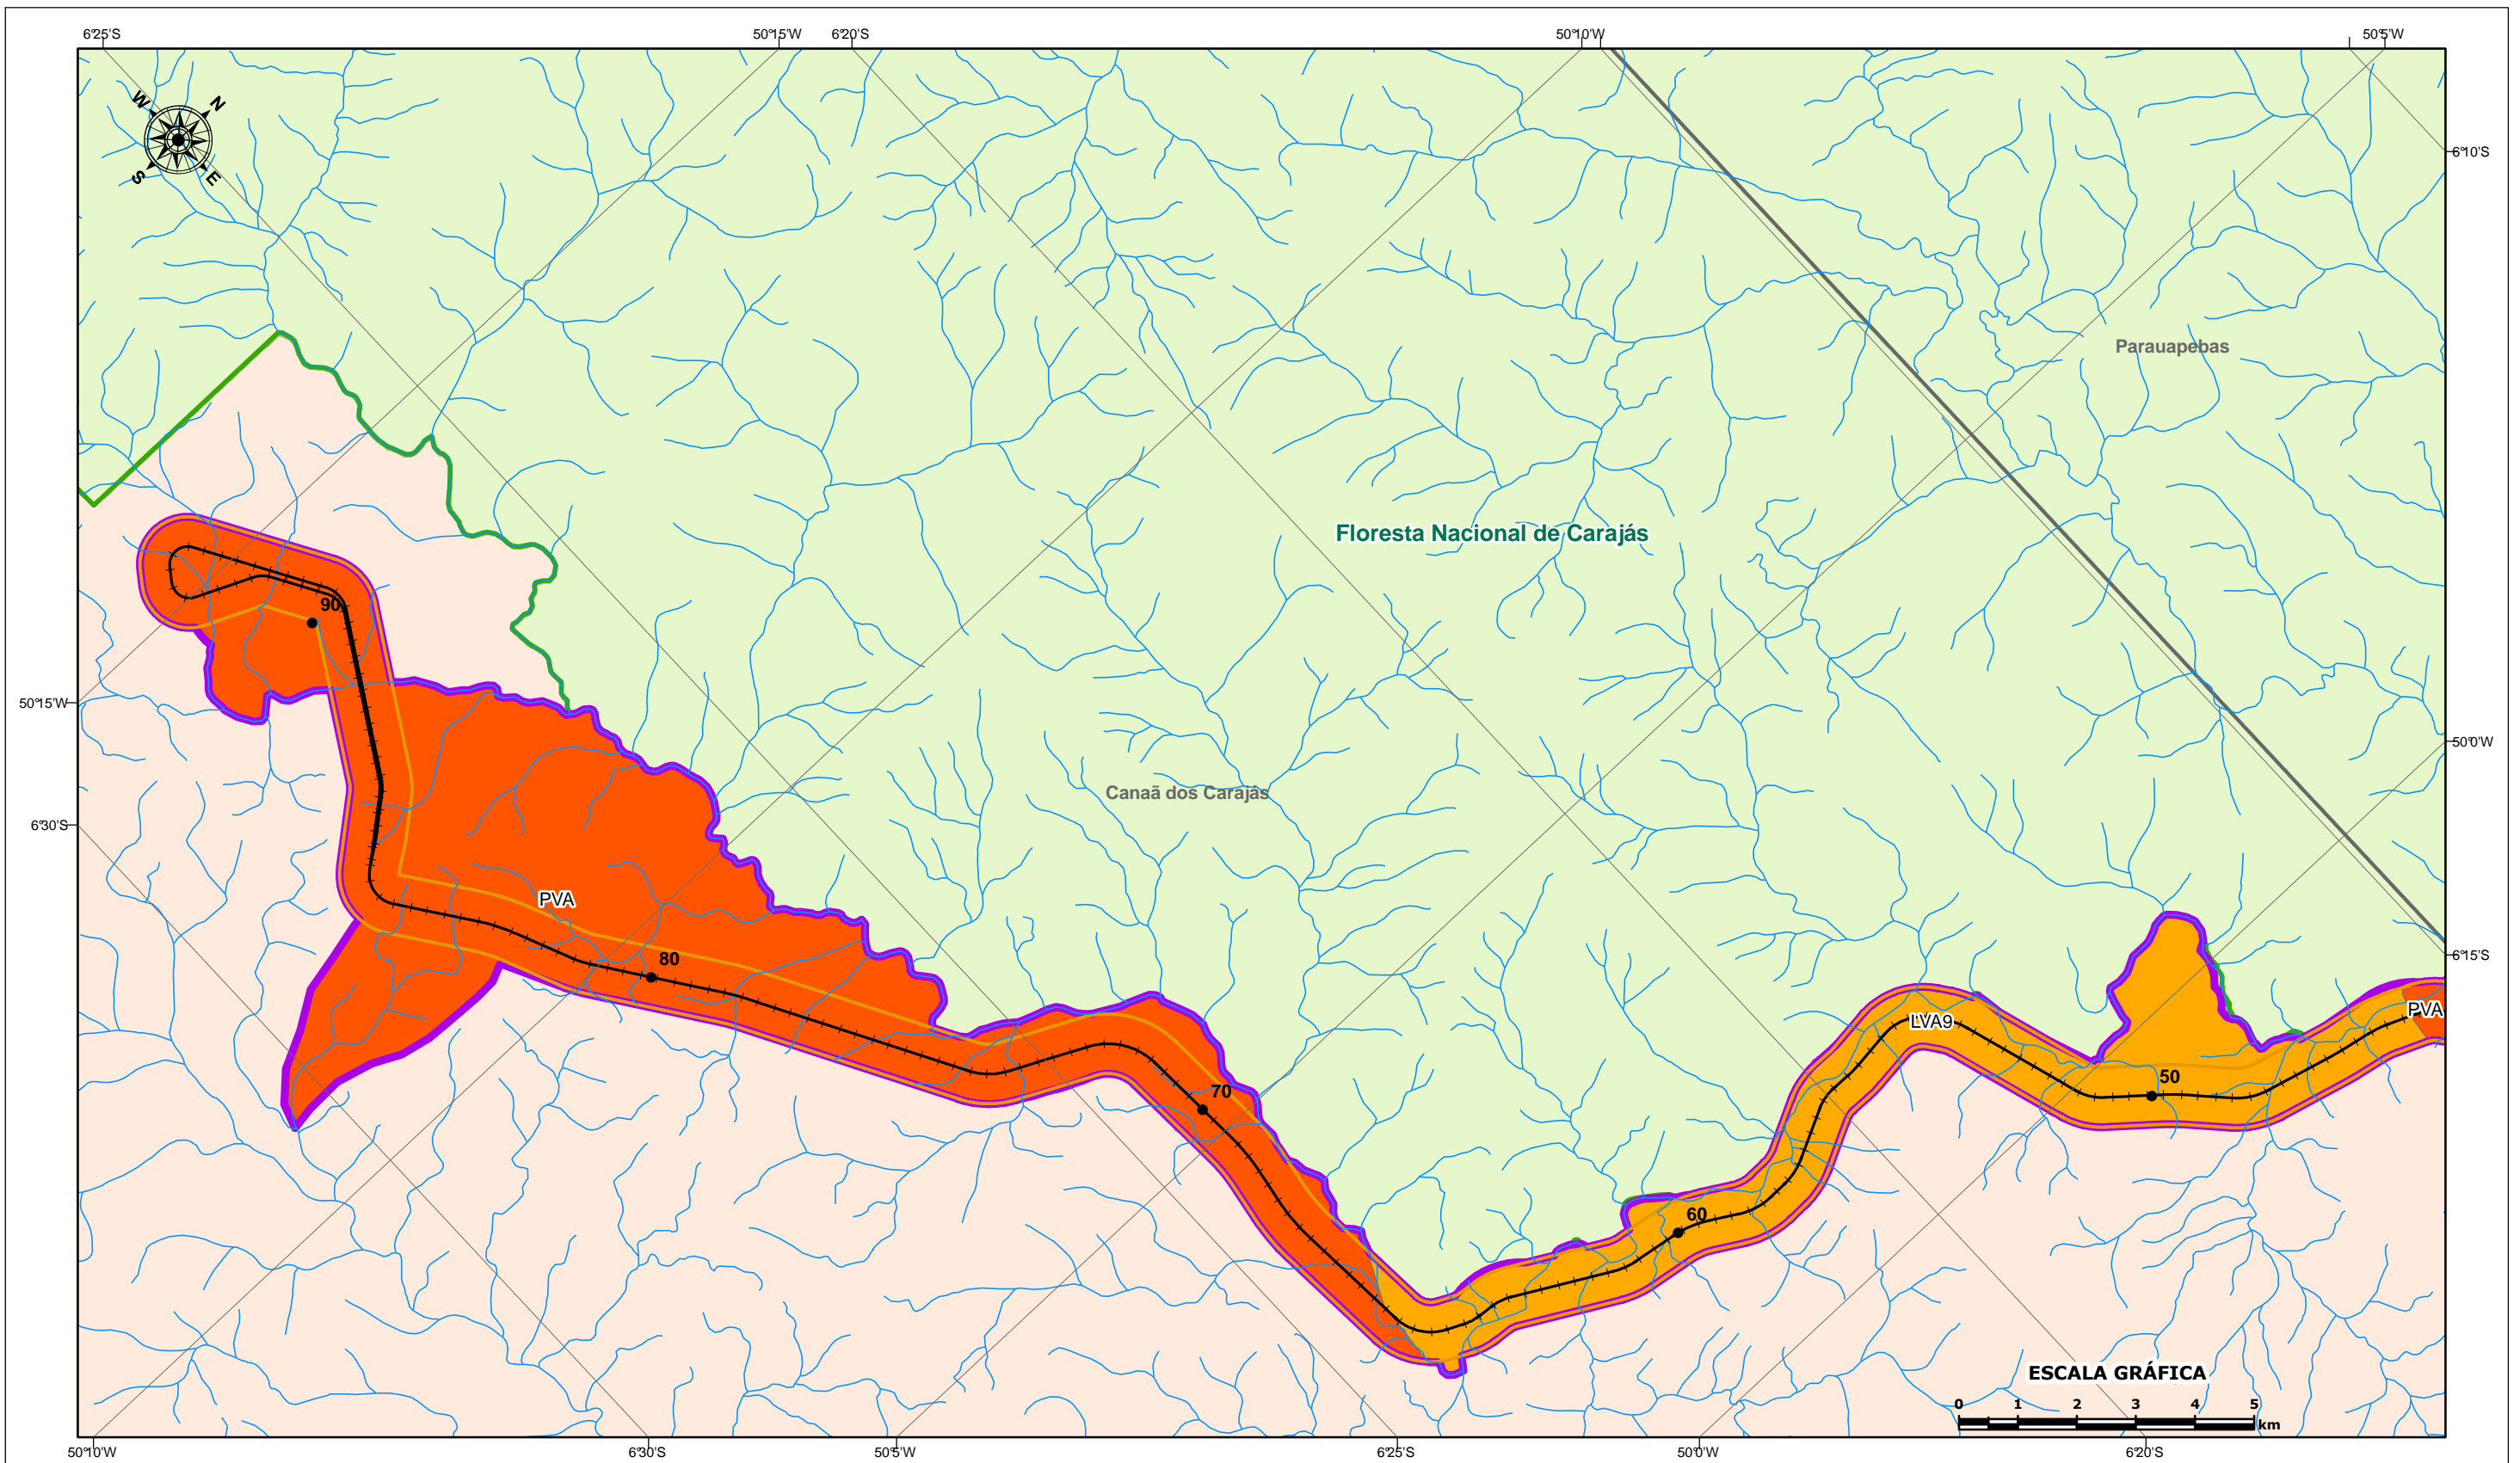 6°25'S
50°15'W
6°20'S
50°10'W
50°5'W
W
N
S
E
6°10'S
Parauapebas
Floresta Nacional de Carajás
90
50°15'W
50°0'W
Canaã dos Carajás
6°30'S
PVA
80
6°15'S
PVA
LVA9
50
70
60
ESCALA GRÁFICA
0 1 2 3 4 5
km
50°10'W
6°30'S
50°5'W
6°25'S
50°0'W
6°20'S